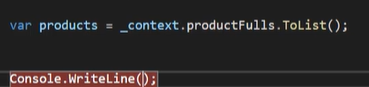 var products = _context.productFulls.ToList();
Console.WriteLine();